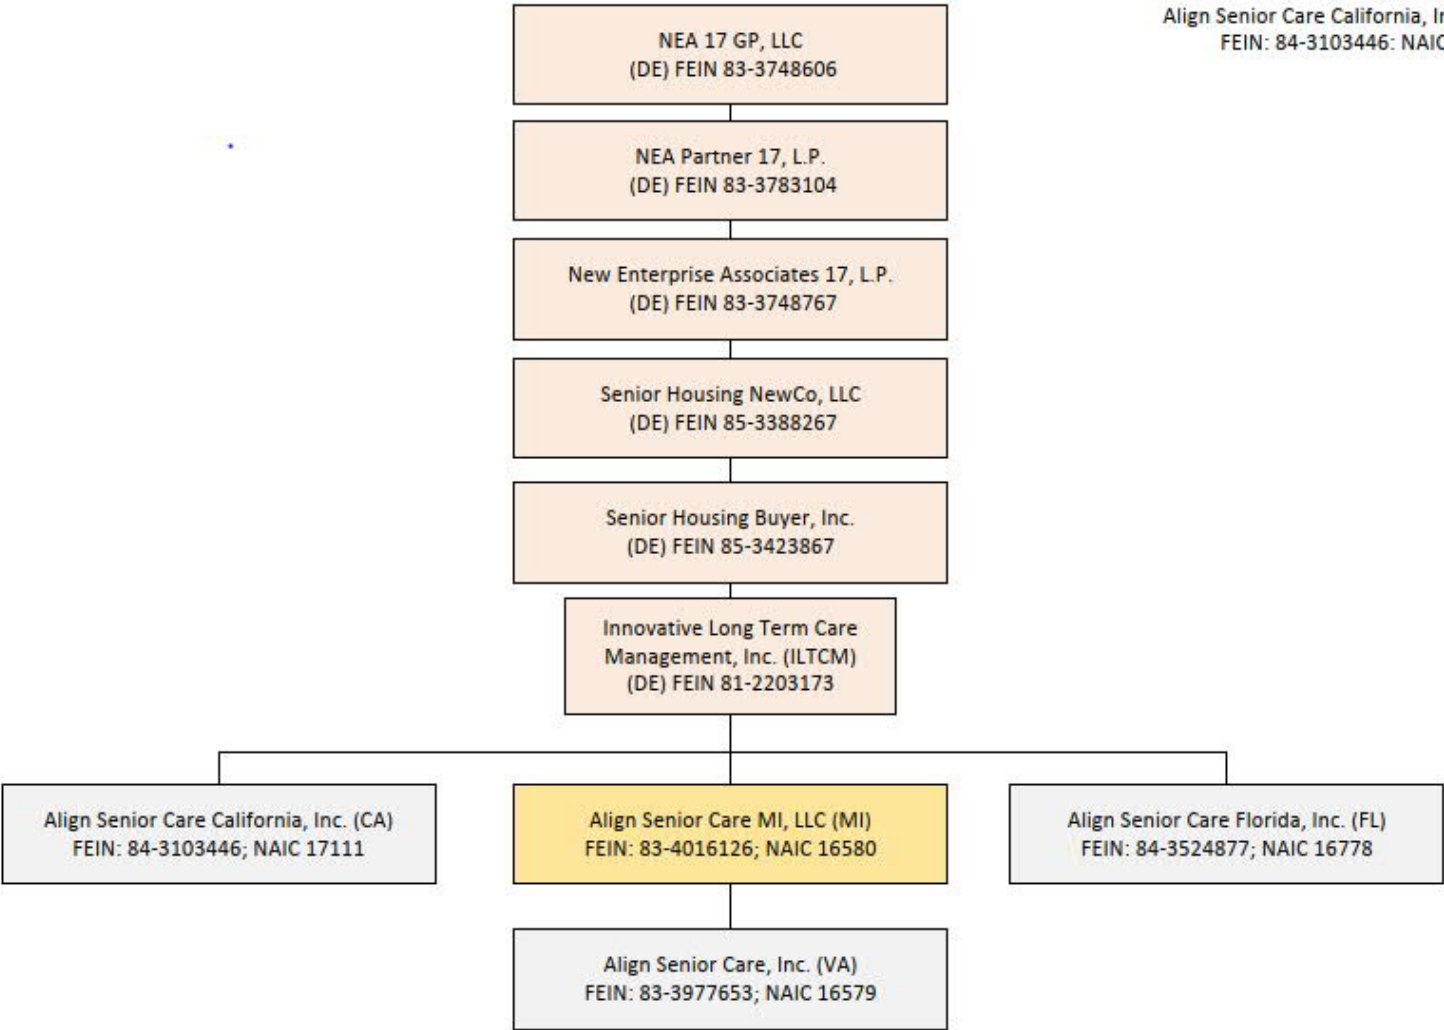 Align Senior Care California, 
FEIN: 84-3103446: NAIC
NEA 17 GP, LLC
(DE) FEIN 83-3748606
NEA Partner 17, L.P.
(DE) FEIN 83-3783104
New Enterprise Associates 17, L.P.
(DE) FEIN 83-3748767
Senior Housing NewCo, LLC
(DE) FEIN 85-3388267
Senior Housing Buyer, Inc.
(DE) FEIN 85-3423867
Innovative Long Term Care
Management, Inc. (ILTCM)
(DE) FEIN 81-2203173
Align Senior Care California, Inc. (CA)
FEIN: 84-3103446; NAIC 17111
Align Senior Care MI, LLC (MI)
FEIN: 83-4016126; NAIC 16580
Align Senior Care Florida, Inc. (FL)
FEIN: 84-3524877; NAIC 16778
Align Senior Care, Inc. (VA)
FEIN: 83-3977653; NAIC 16579